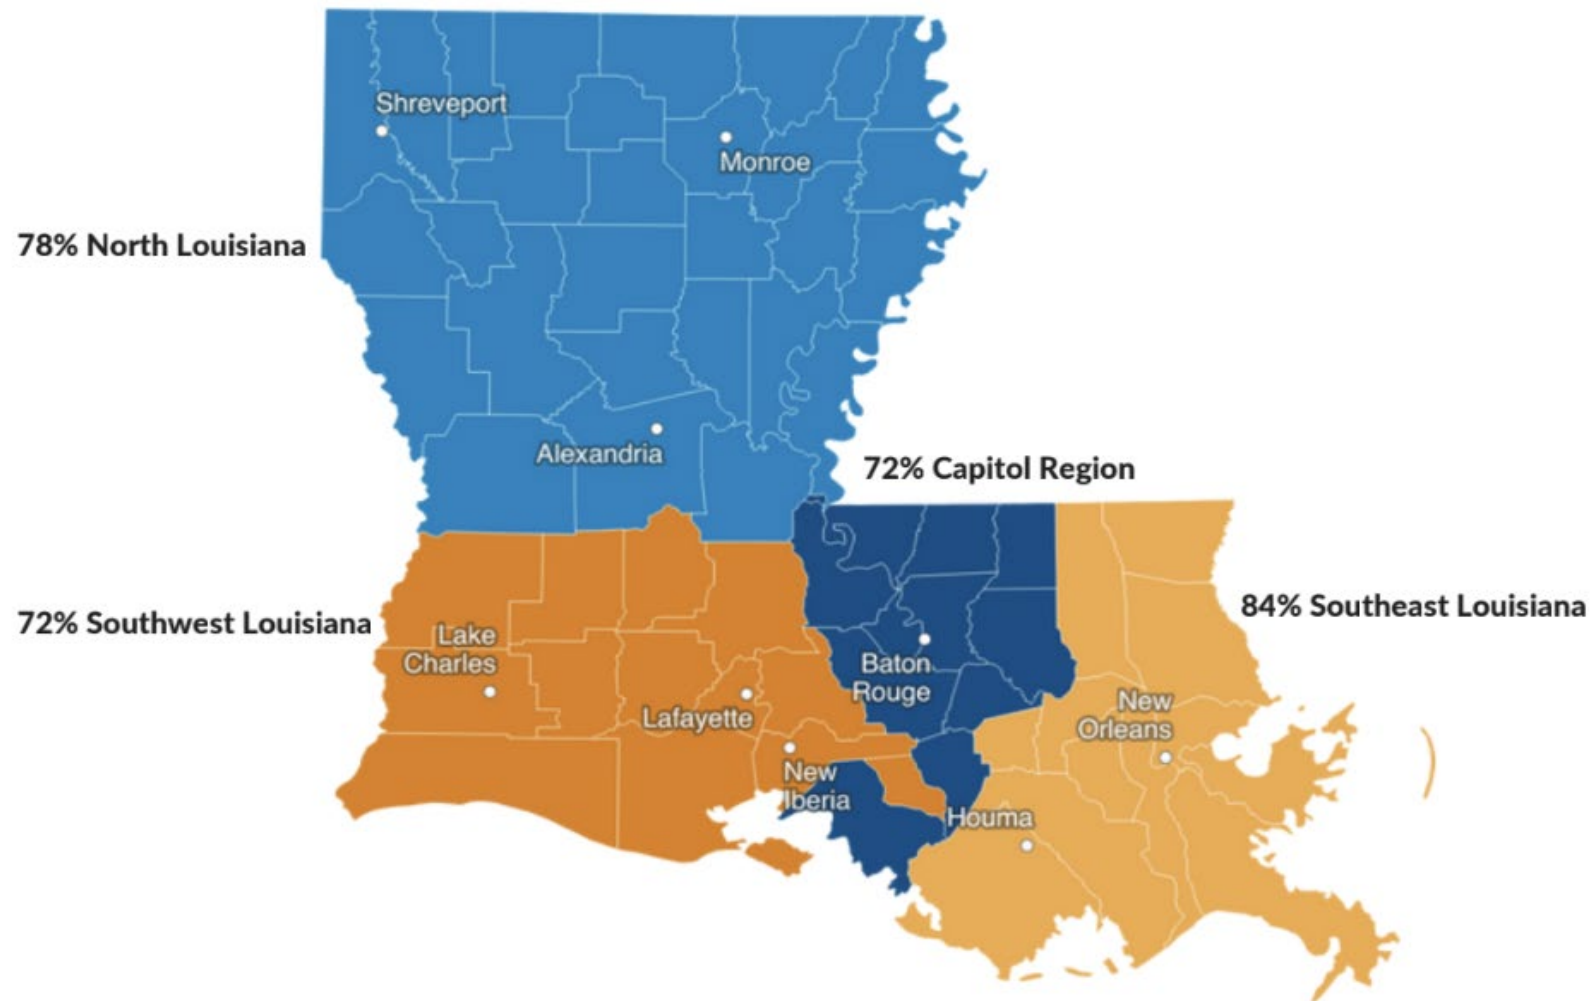 Shreveport
Monroe
78% North Louisiana
Alexandria
72% Capitol Region
72% Southwest Louisiana
84% Southeast Louisiana
Lake
Charles
Baton
Rouge
Lafayette
New
Orleans
New
Iberia
Houma